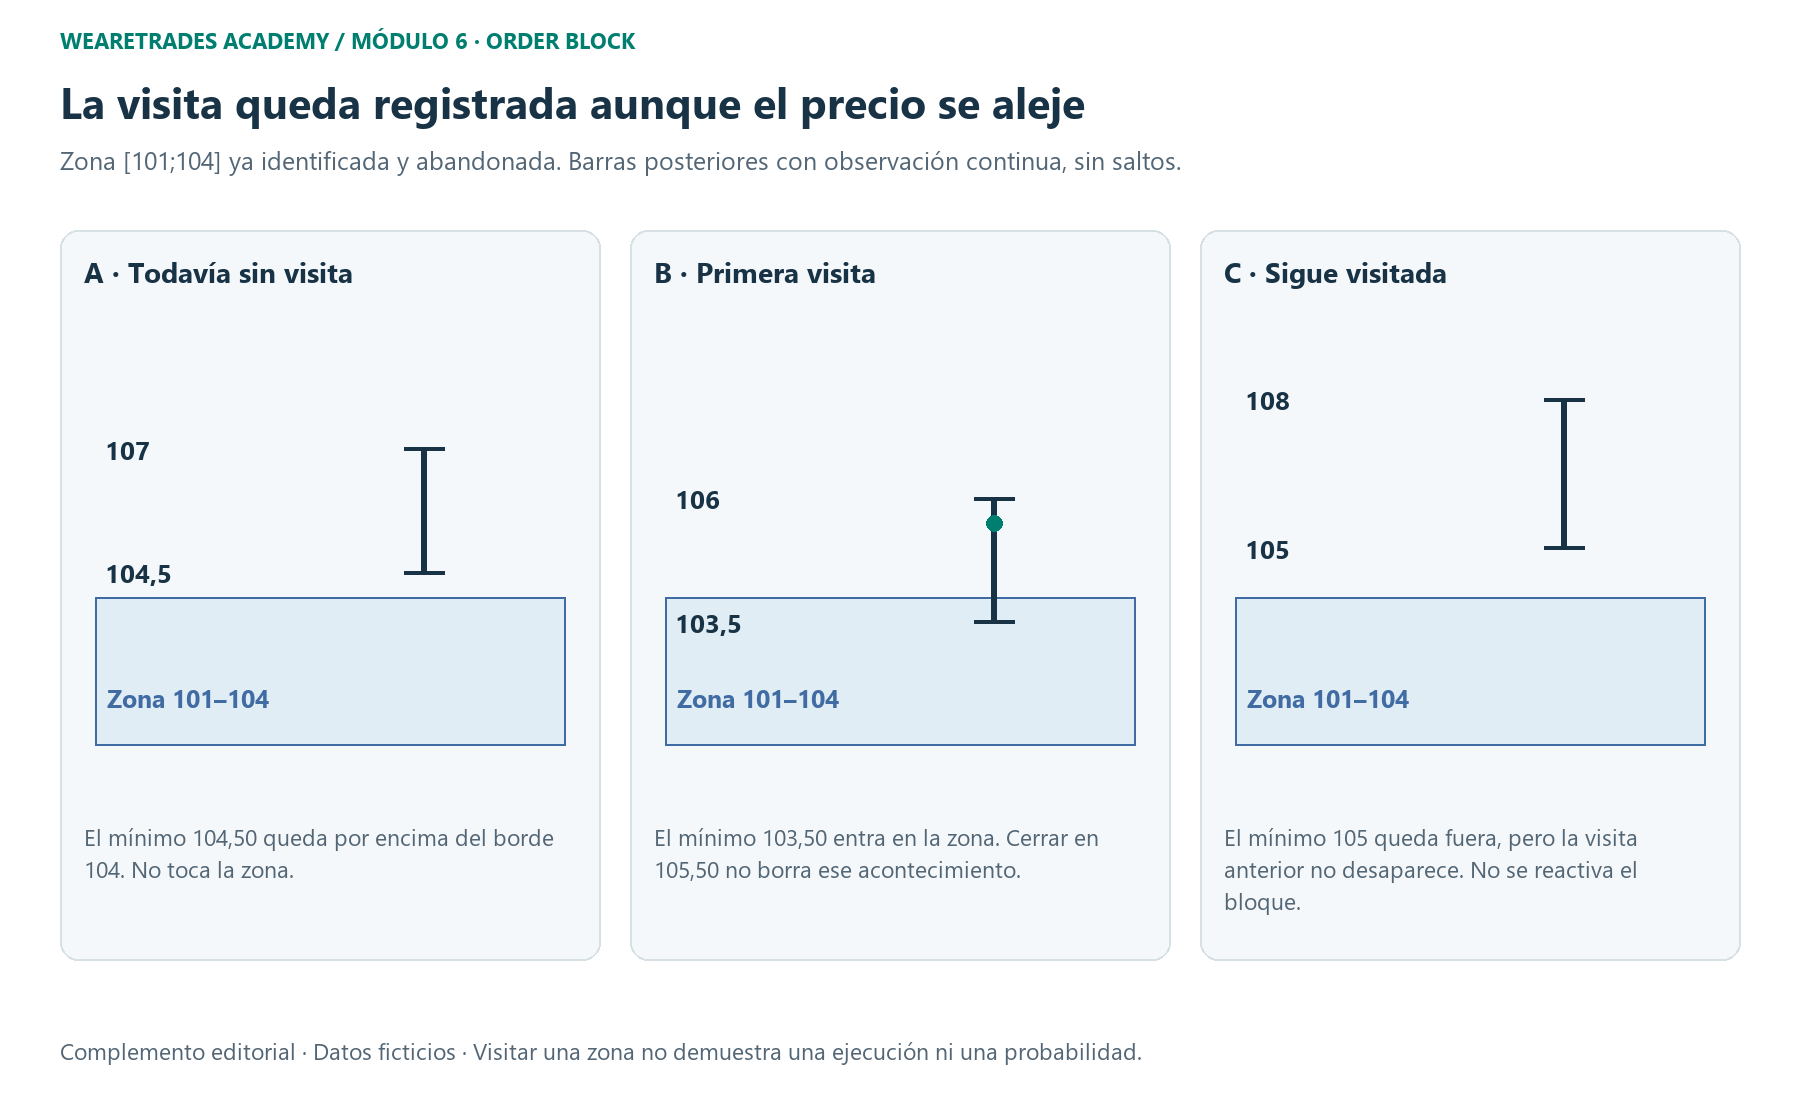 WEARETRADES ACADEMY / MÓDULO 6 · ORDER BLOCK
La visita queda registrada aunque el precio se aleje
Zona [101;104] ya identificada y abandonada. Barras posteriores con observación continua, sin saltos.
A · Todavía sin visita
107
104,5
Zona 101–104
El mínimo 104,50 queda por encima del borde
104. No toca la zona.
B · Primera visita
106
103,5
Zona 101–104
El mínimo 103,50 entra en la zona. Cerrar en
105,50 no borra ese acontecimiento.
C · Sigue visitada
108
105
Zona 101–104
El mínimo 105 queda fuera, pero la visita
anterior no desaparece. No se reactiva el
bloque.
Complemento editorial · Datos ficticios · Visitar una zona no demuestra una ejecución ni una probabilidad.